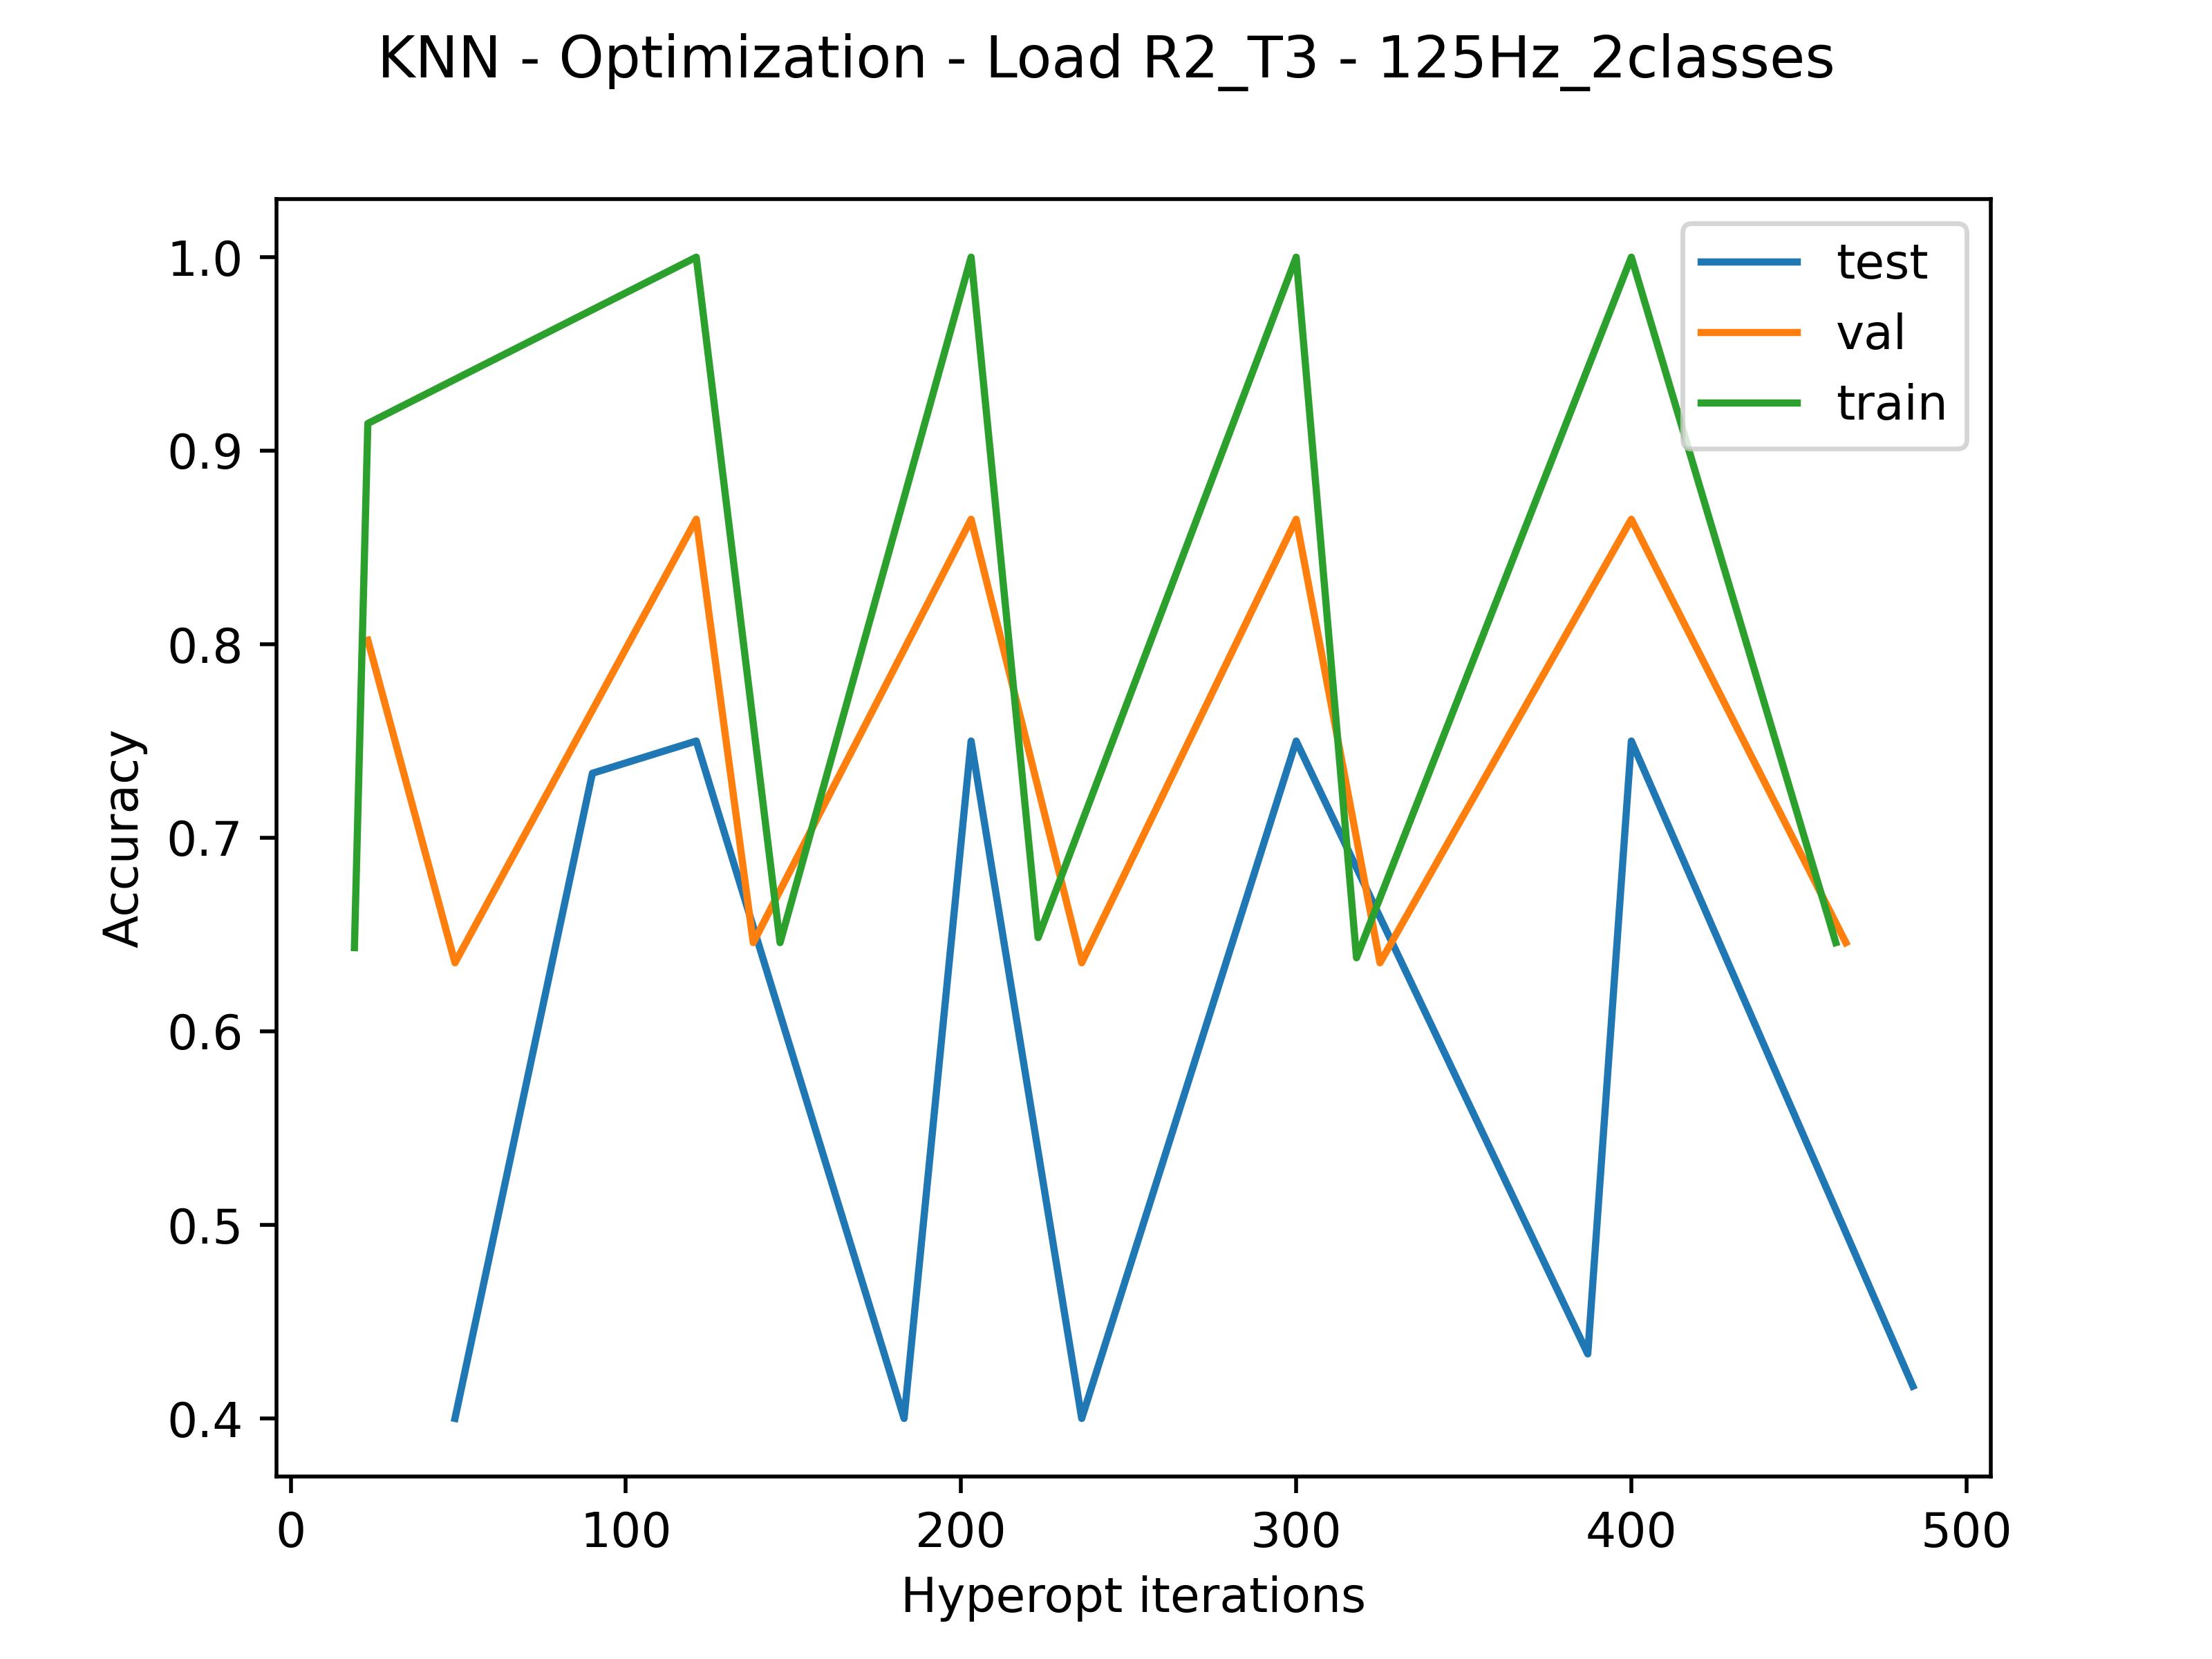 KNN - Optimization - Load R2_T3 - 125Hz_2classes
1.0
0.9
0.8
0.7
0.6
0.5
0.4
Accuracy
test
val
train
0 100 200 300 400 500
Hyperopt iterations